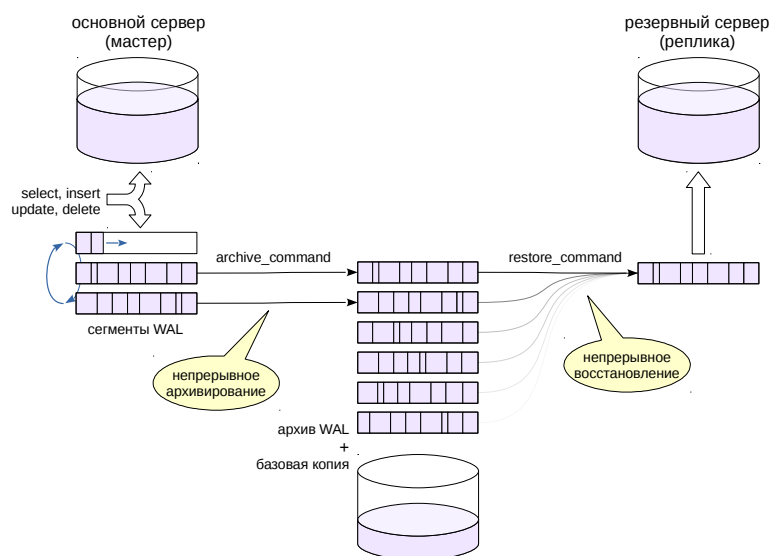 основной сервер
(мастер)
резервный сервер
(реплика)
select, insert
update, delete
archive_command
restore_command
сегменты WAL
непрерывное
архивирование
непрерывное
восстановление
архив WAL
+
базовая копия